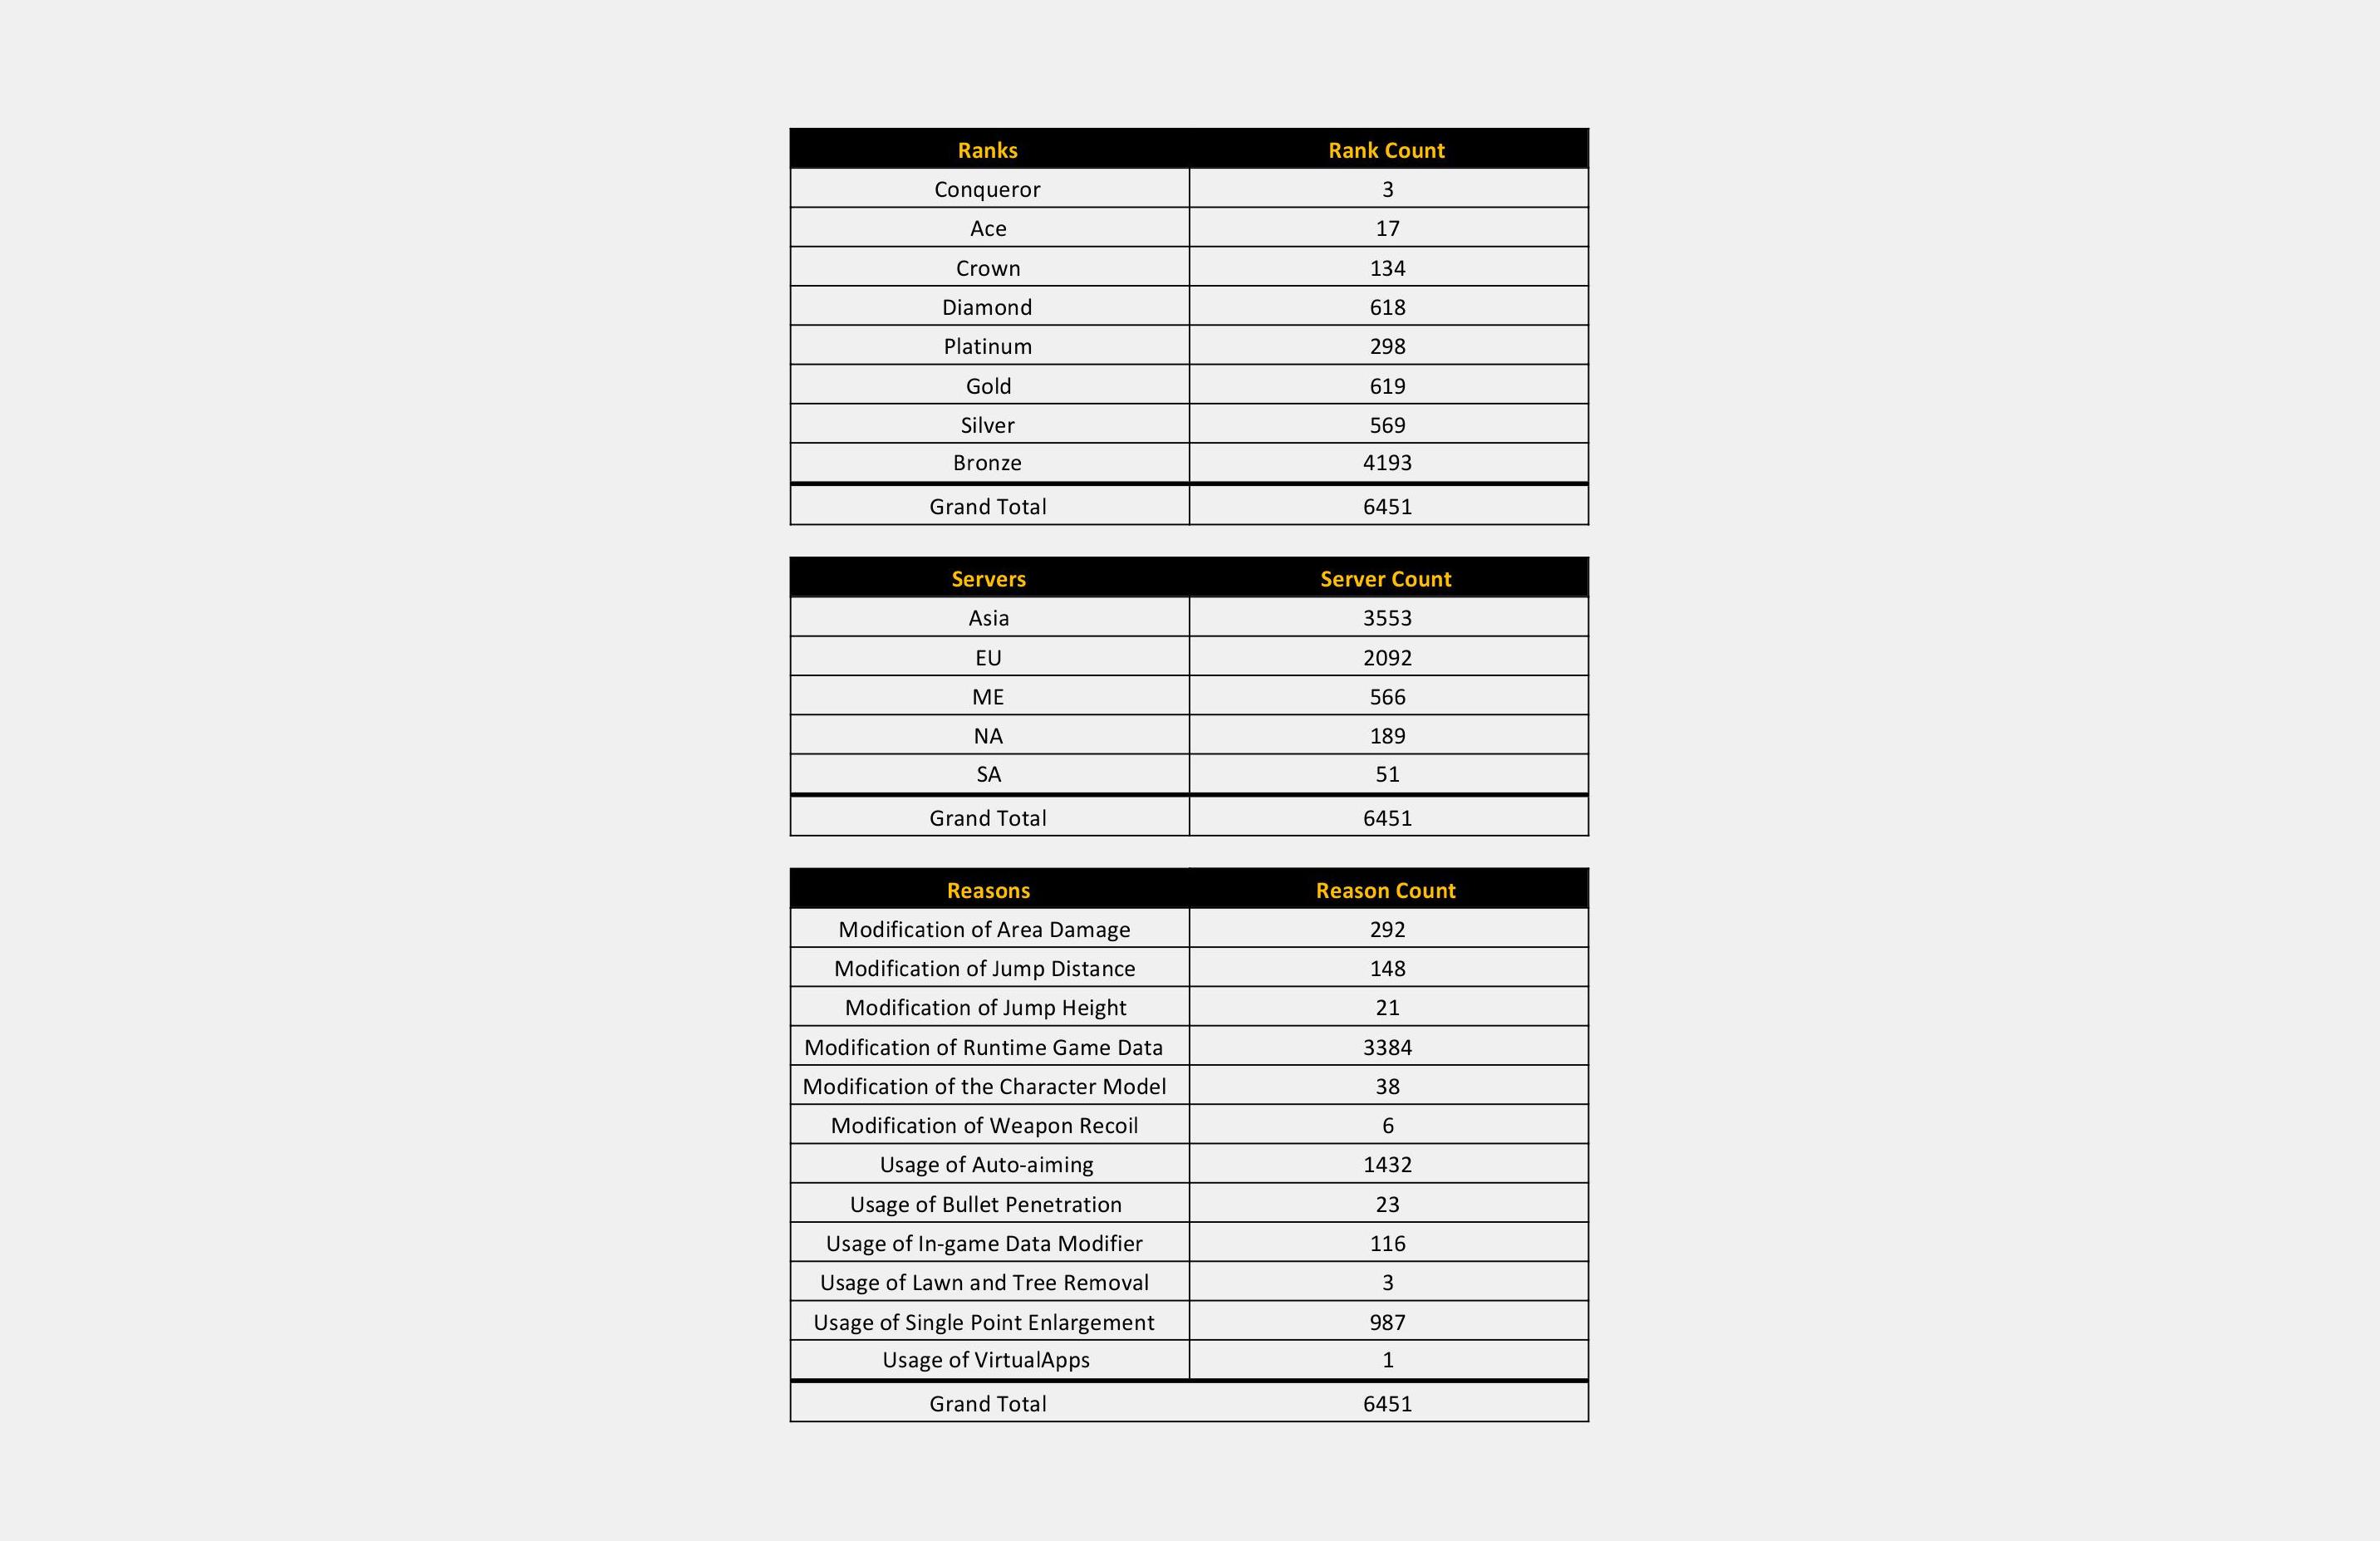 Ranks Rank Count
Conqueror 3
Ace 17
Crown 134
Diamond 618
Platinum 298
Gold 619
Silver 569
Bronze 4193
Grand Total 6451
Servers Server Count
Asia 3553
EU 2092
ME 566
NA 189
SA 51
Grand Total 6451
Reasons Reason Count
Modification of Area Damage 292
Modification of Jump Distance 148
Modification of Jump Height 21
Modification of Runtime Game Data 3384
Modification of the Character Model 38
Modification of Weapon Recoil 6
Usage of Auto-aiming 1432
Usage of Bullet Penetration 23
Usage of In-game Data Modifier 116
Usage of Lawn and Tree Removal 3
Usage of Single Point Enlargement 987
Usage of VirtualApps 1
Grand Total 6451